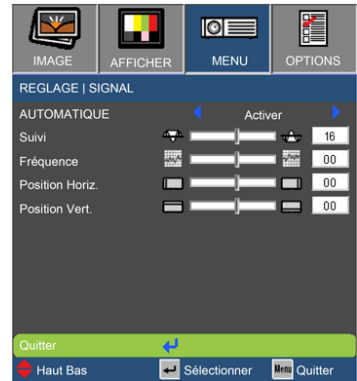 IMAGE AFFICHER MENU OPTIONS
REGLAGE | SIGNAL
AUTOMATIQUE Activer
Suivi 16
Fréquence 00
Position Horiz. 00
Position Vert. 00
Quitter
Haut Bas Sélectionner Menu Quitter